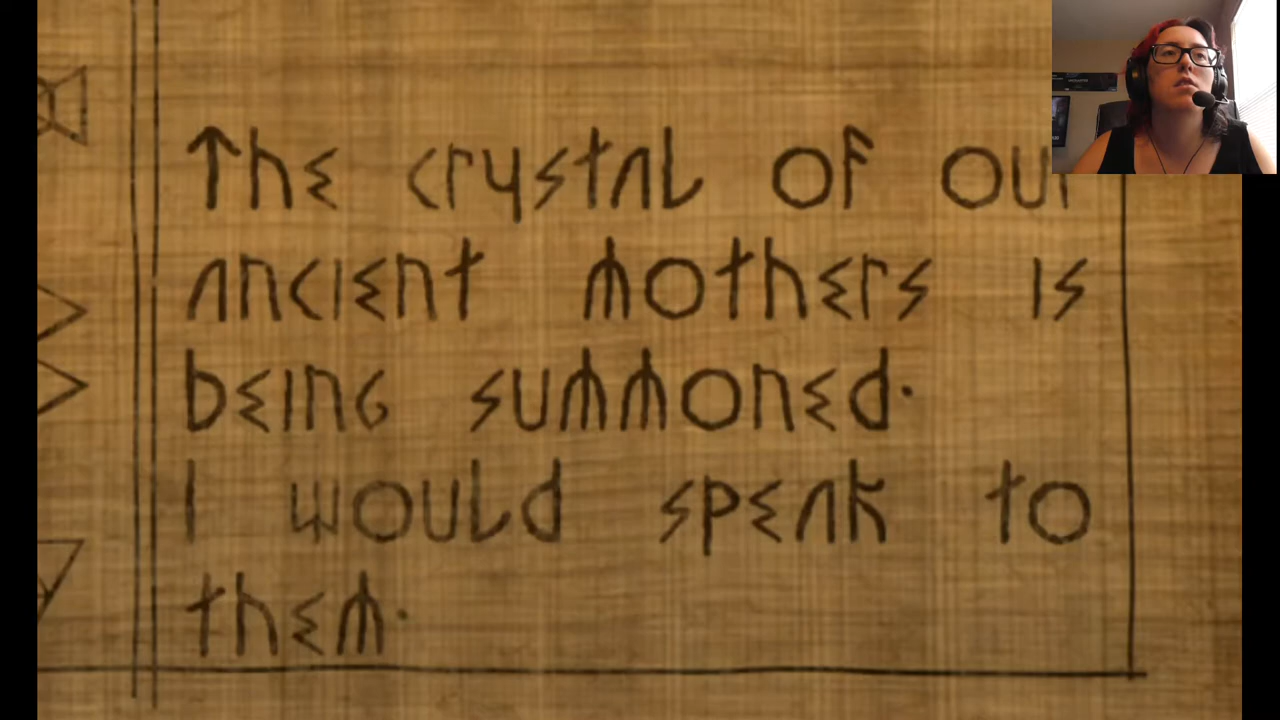 The crystal of our
ancient mothers is
being summoned.
I would speak to
them.